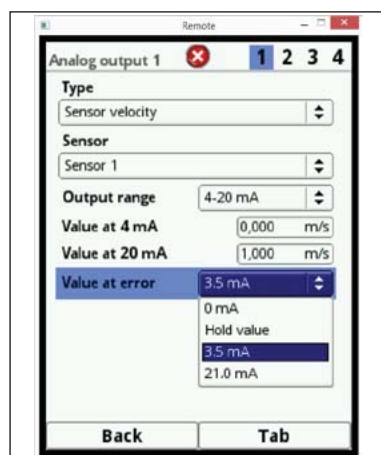 Remote
Analog output 1 1 2 3 4
Type
Sensor velocity
Sensor
Sensor 1
Output range 4-20 mA
Value at 4 mA 0,000 m/s
Value at 20 mA 1,000 m/s
Value at error 3.5 mA
0 mA
Hold value
3.5 mA
21.0 mA
Back Tab